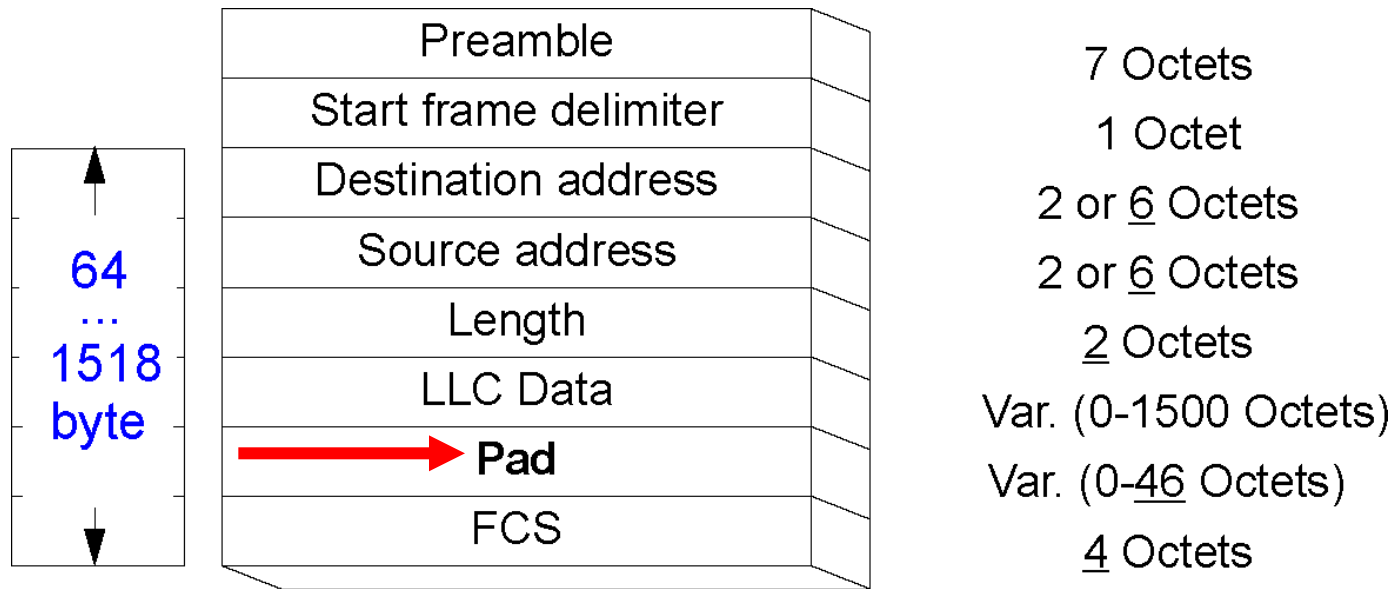 Preamble
7 Octets
Start frame delimiter
1 Octet
Destination address
2 or 6 Octets
Source address
2 or 6 Octets
Length
2 Octets
LLC Data
Var. (0-1500 Octets)
Pad
Var. (0-46 Octets)
FCS
4 Octets
64
...
1518
byte